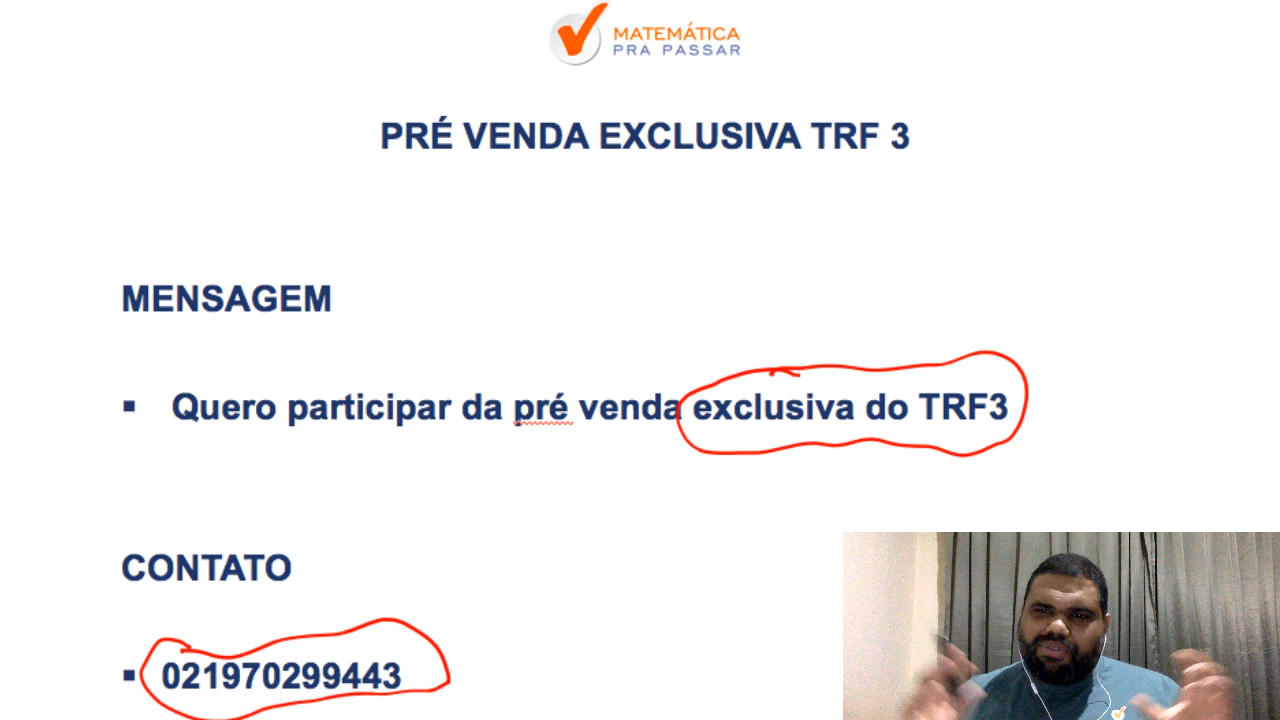 MATEMÁTICA
PRA PASSAR
PRÉ VENDA EXCLUSIVA TRF 3
MENSAGEM
▪ Quero participar da pré venda exclusiva do TRF3
CONTATO
▪ 021970299443